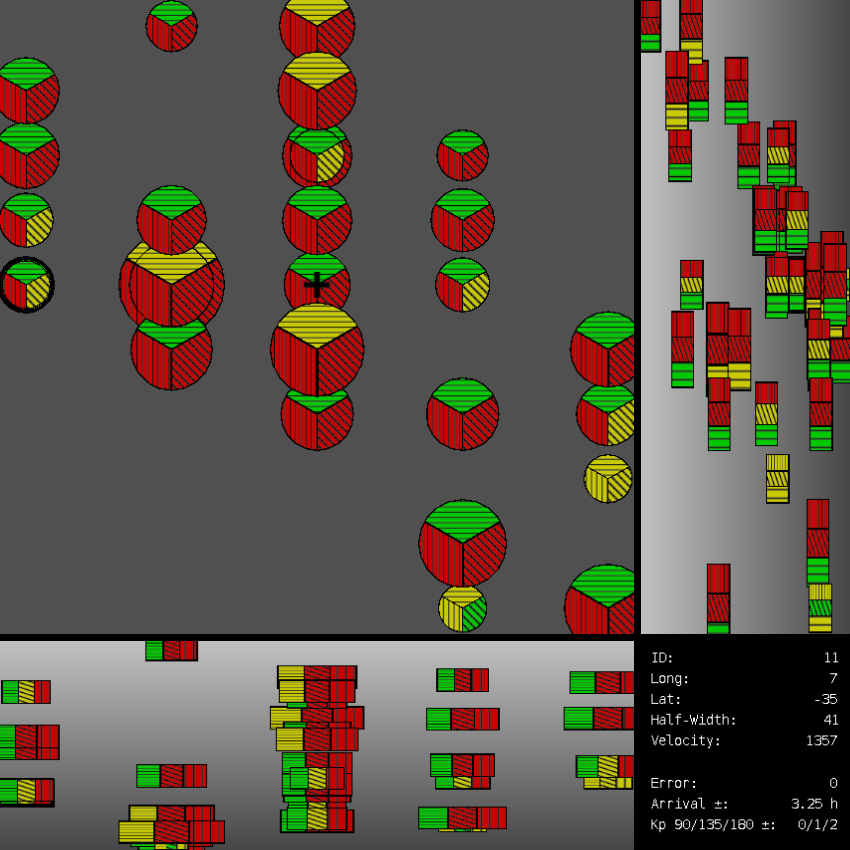 ID: 11
Long: 7
Lat: -35
Half-Width: 41
Velocity: 1357
Error: 0
Arrival ±: 3.25 h
Kp 90/135/180 ±: 0/1/2